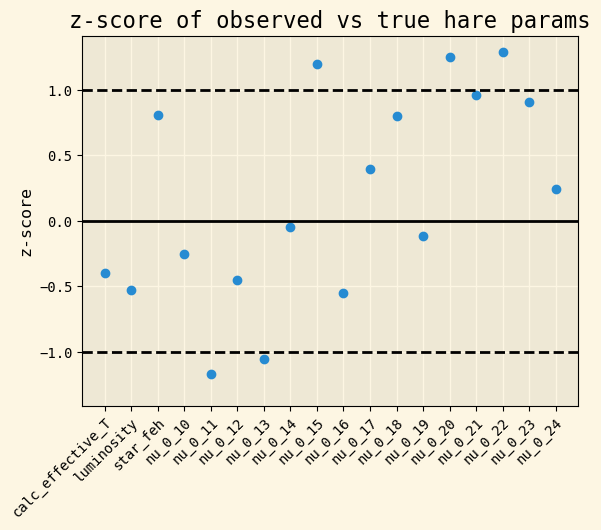 z-score of observed vs true hare params
z-score
1.0
0.5
0.0
−0.5
−1.0
calc_effective_T
luminosity
star_feh
nu_0_10
nu_0_11
nu_0_12
nu_0_13
nu_0_14
nu_0_15
nu_0_16
nu_0_17
nu_0_18
nu_0_19
nu_0_20
nu_0_21
nu_0_22
nu_0_23
nu_0_24